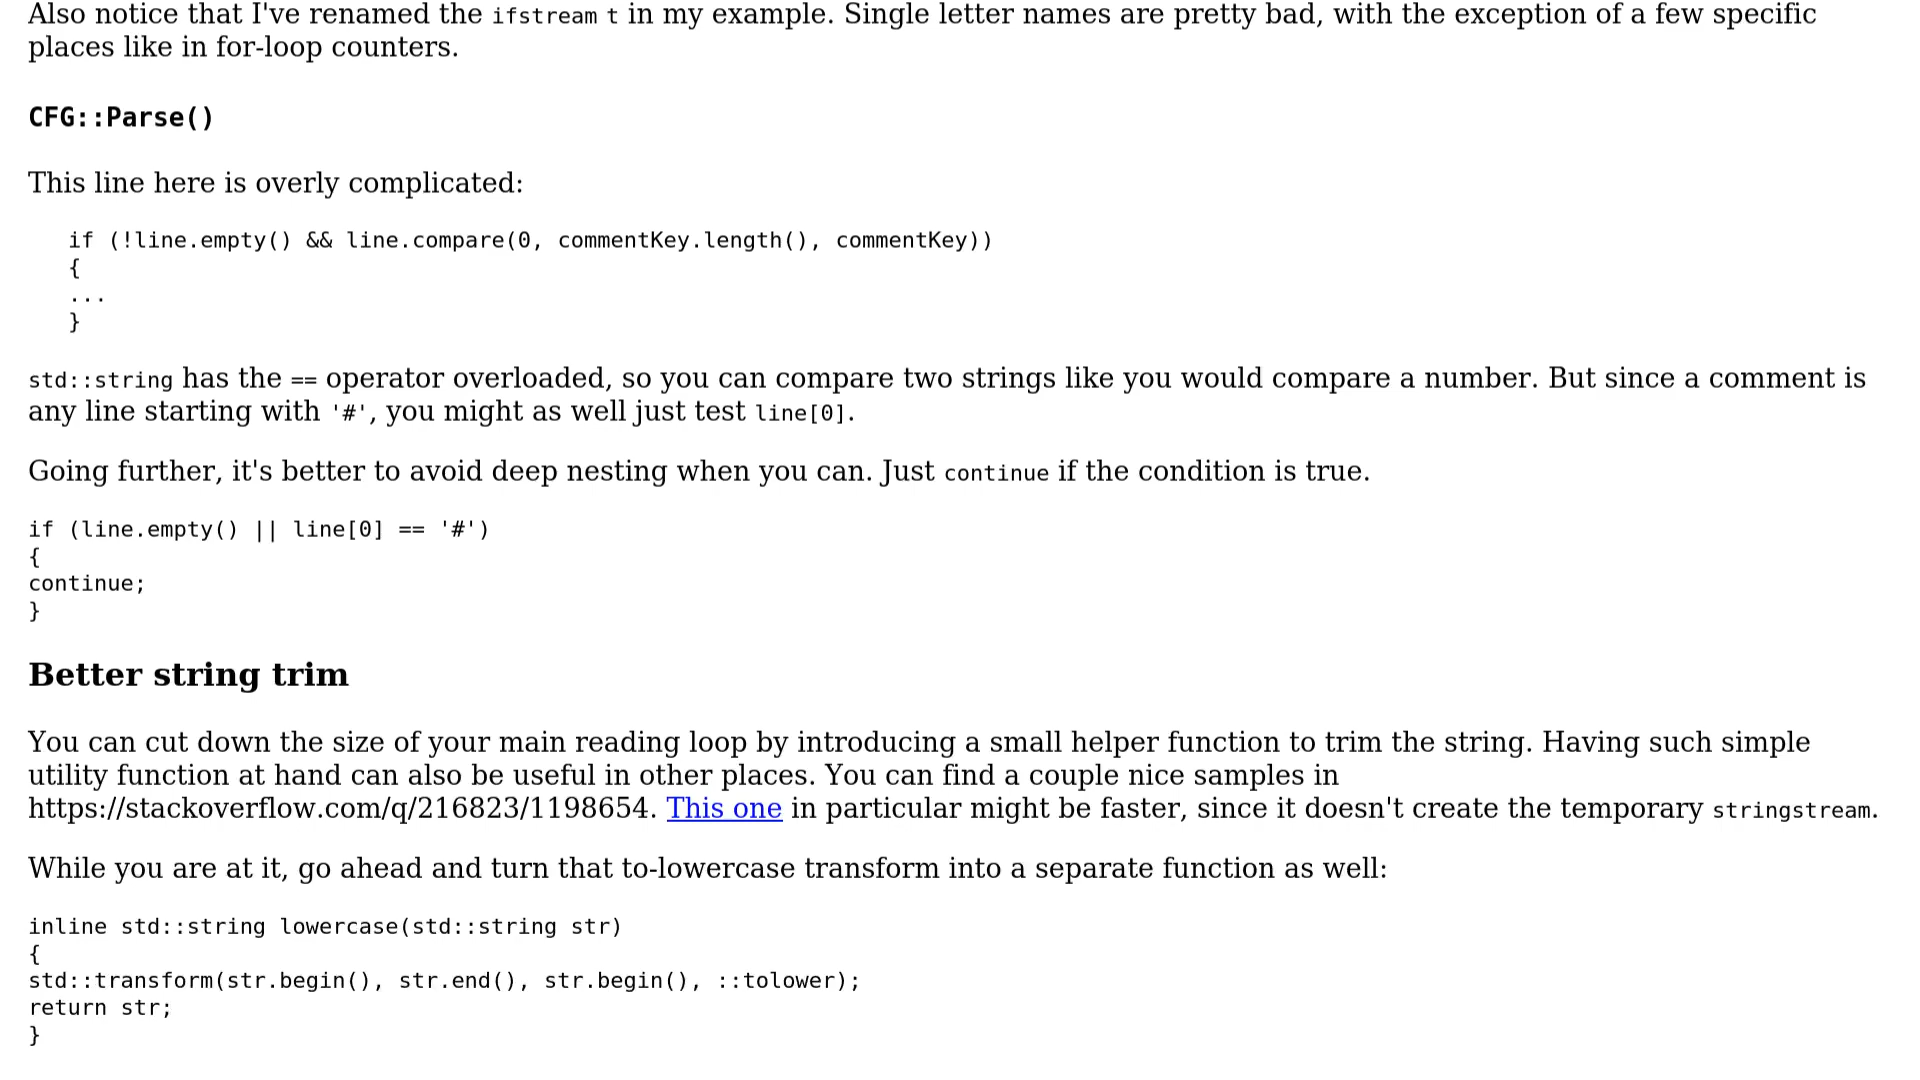 Also notice that I've renamed the ifstream t in my example. Single letter names are pretty bad, with the exception of a few specific
places like in for-loop counters.
CFG::Parse()
This line here is overly complicated:
if (!line.empty() && line.compare(0, commentKey.length(), commentKey))
{
...
}
std::string has the == operator overloaded, so you can compare two strings like you would compare a number. But since a comment is
any line starting with '#', you might as well just test line[0].
Going further, it's better to avoid deep nesting when you can. Just continue if the condition is true.
if (line.empty() || line[0] == '#')
{
continue;
}
Better string trim
You can cut down the size of your main reading loop by introducing a small helper function to trim the string. Having such simple
utility function at hand can also be useful in other places. You can find a couple nice samples in
https://stackoverflow.com/q/216823/1198654. This one in particular might be faster, since it doesn't create the temporary stringstream.
While you are at it, go ahead and turn that to-lowercase transform into a separate function as well:
inline std::string lowercase(std::string str)
{
std::transform(str.begin(), str.end(), str.begin(), ::tolower);
return str;
}